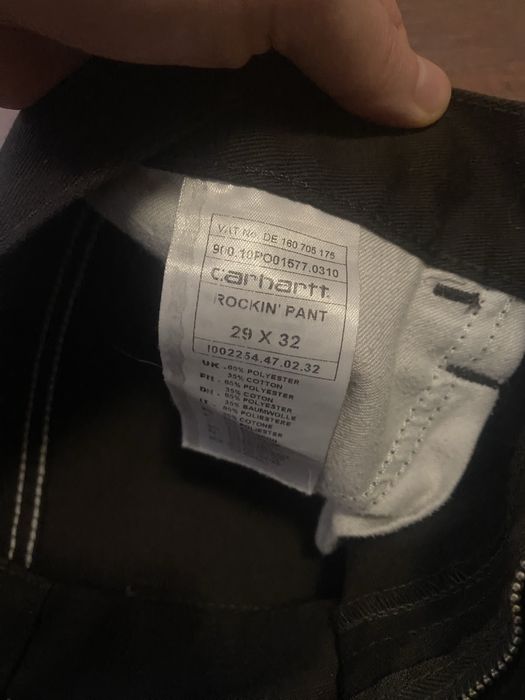 VAT No. DE 160 705 175
900.10PO01577.0310
carhartt
ROCKIN' PANT
29 X 32
I002254.47.02.32
UK - 65% POLYESTER
35% COTTON
FR - 65% POLYESTER
35% COTON
DE - 65% POLYESTER
35% BAUMWOLLE
IT - 65% POLIESTERE
35% COTONE